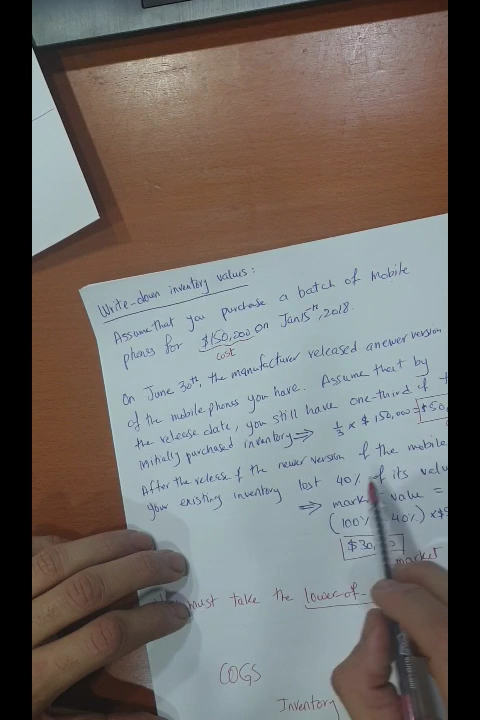 Write-down inventory values:
Assume that you purchase a batch of mobile
phones for $150,000 on Jan 15th, 2018.
cost
On June 30th, the manufacturer released a newer version
of the mobile phones you have. Assume that by
the release date, you still have one-third of
initially purchased inventory ⇒ 1/3 x $150,000 = $50,
After the release of the newer version of the mobile
your existing inventory lost 40% of its
⇒ value =
(100% 40%) x $
$30,
market
must take the lower-of-
COGS
Inventory